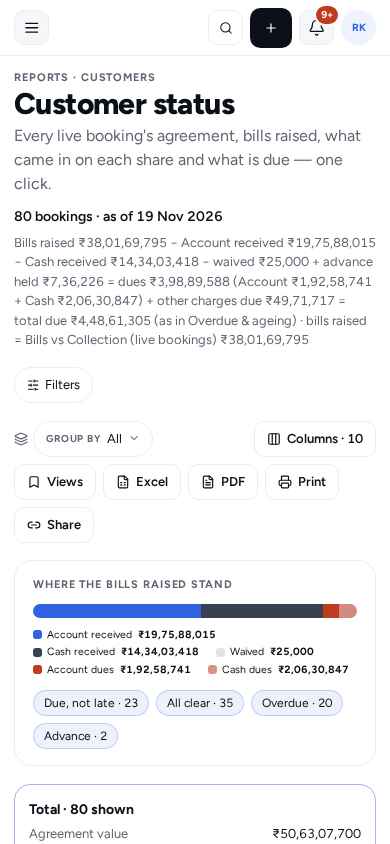 9+
RK
REPORTS · CUSTOMERS
Customer status
Every live booking's agreement, bills raised, what
came in on each share and what is due — one
click.
80 bookings · as of 19 Nov 2026
Bills raised ₹38,01,69,795 − Account received ₹19,75,88,015
− Cash received ₹14,34,03,418 − waived ₹25,000 + advance
held ₹7,36,226 = dues ₹3,98,89,588 (Account ₹1,92,58,741
+ Cash ₹2,06,30,847) + other charges due ₹49,71,717 =
total due ₹4,48,61,305 (as in Overdue & ageing) · bills raised
= Bills vs Collection (live bookings) ₹38,01,69,795
Filters
GROUP BY All
Columns · 10
Views Excel PDF Print
Share
WHERE THE BILLS RAISED STAND
Account received ₹19,75,88,015
Cash received ₹14,34,03,418 Waived ₹25,000
Account dues ₹1,92,58,741 Cash dues ₹2,06,30,847
Due, not late · 23 All clear · 35 Overdue · 20
Advance · 2
Total · 80 shown
Agreement value ₹50,63,07,700